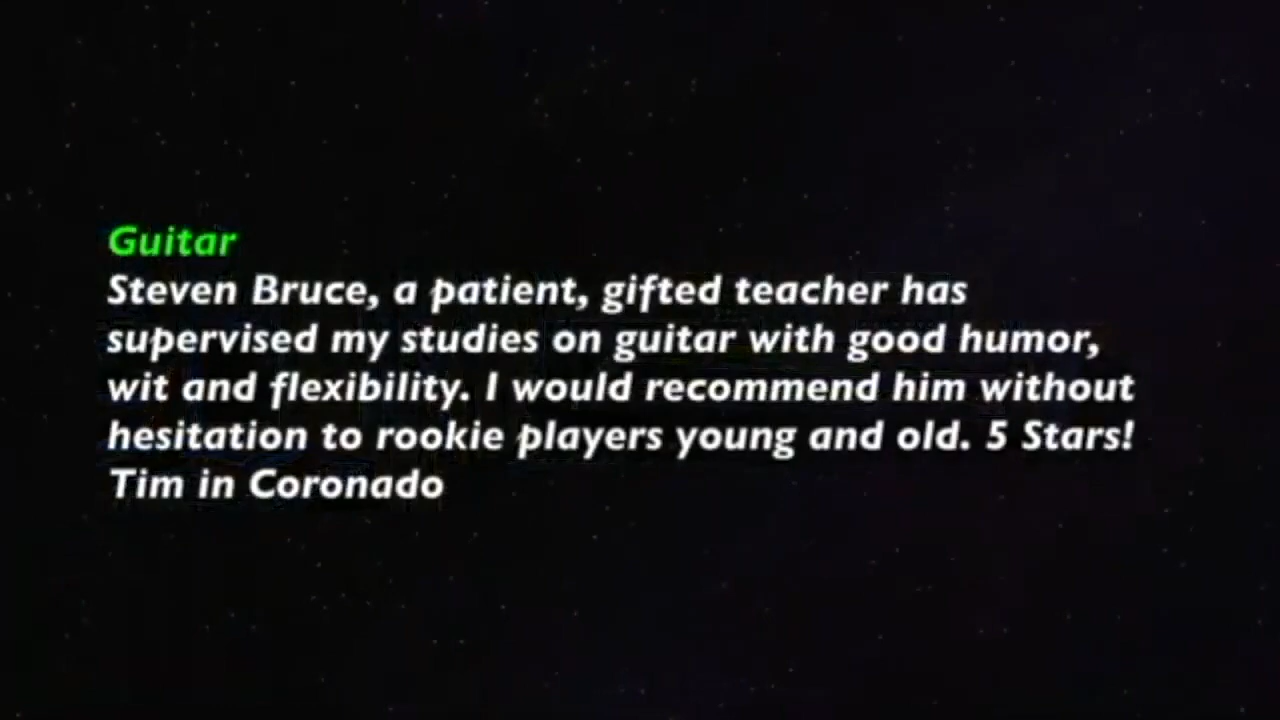 Guitar
Steven Bruce, a patient, gifted teacher has
supervised my studies on guitar with good humor,
wit and flexibility. I would recommend him without
hesitation to rookie players young and old. 5 Stars!
Tim in Coronado